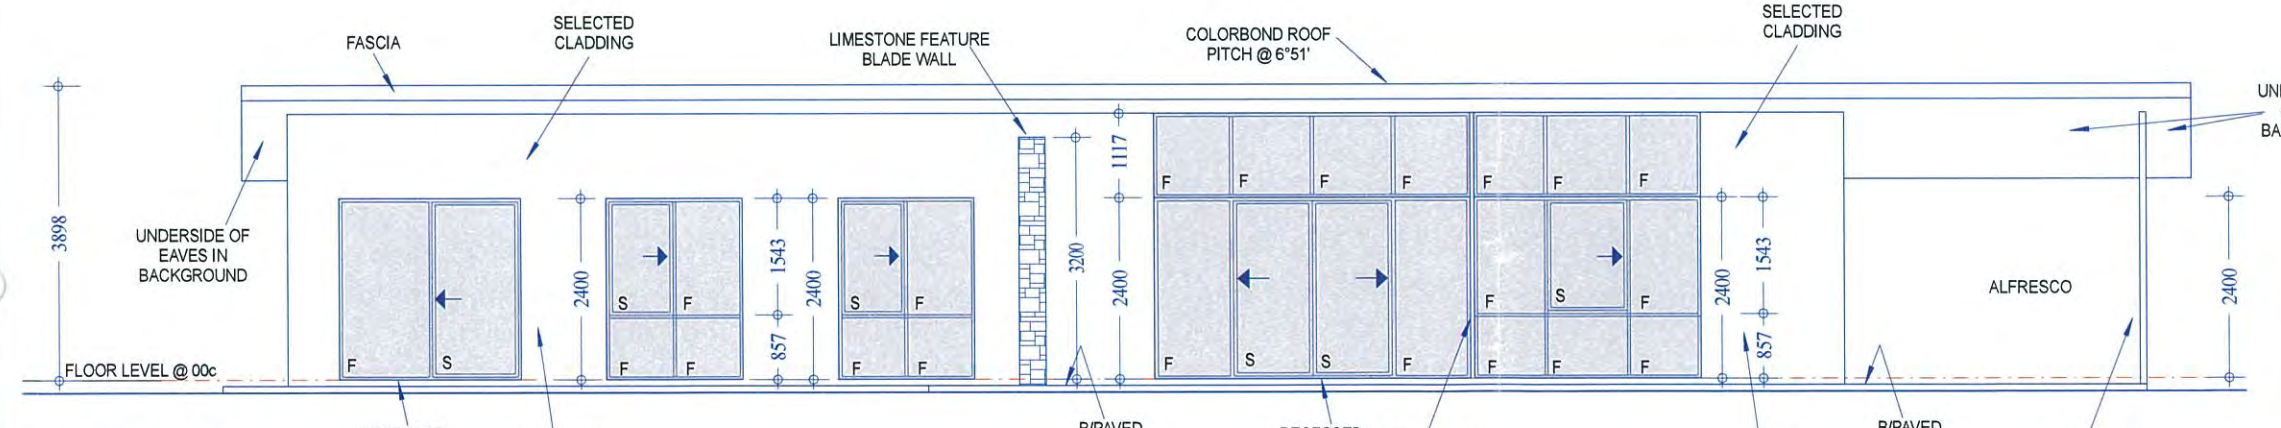 SELECTED
CLADDING
FASCIA
LIMESTONE FEATURE
BLADE WALL
COLORBOND ROOF
PITCH @ 6°51'
SELECTED
CLADDING
3898
UNDERSIDE OF
EAVES IN
BACKGROUND
FLOOR LEVEL @ 00c
F
S
2400
S
F
F
F
1543
857
2400
S
F
F
F
3200
1117
2400
F
F
F
F
F
F
F
F
S
S
F
F
S
F
F
F
F
2400
1543
857
ALFRESCO
2400
B/PAVED
B/PAVED